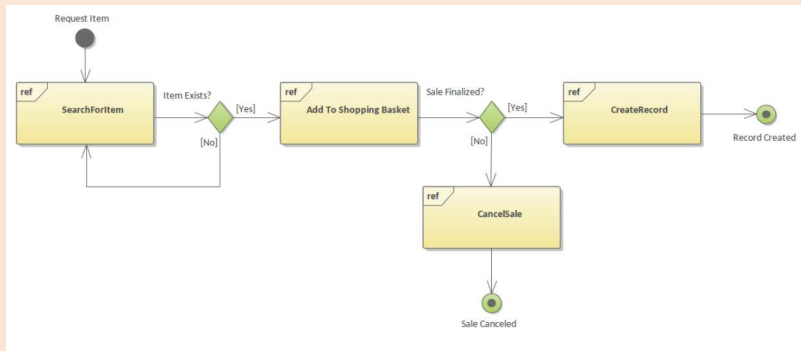 Request Item
ref
SearchForItem
Item Exists?
[Yes]
[No]
ref
Add To Shopping Basket
Sale Finalized?
[Yes]
[No]
ref
CreateRecord
Record Created
ref
CancelSale
Sale Canceled